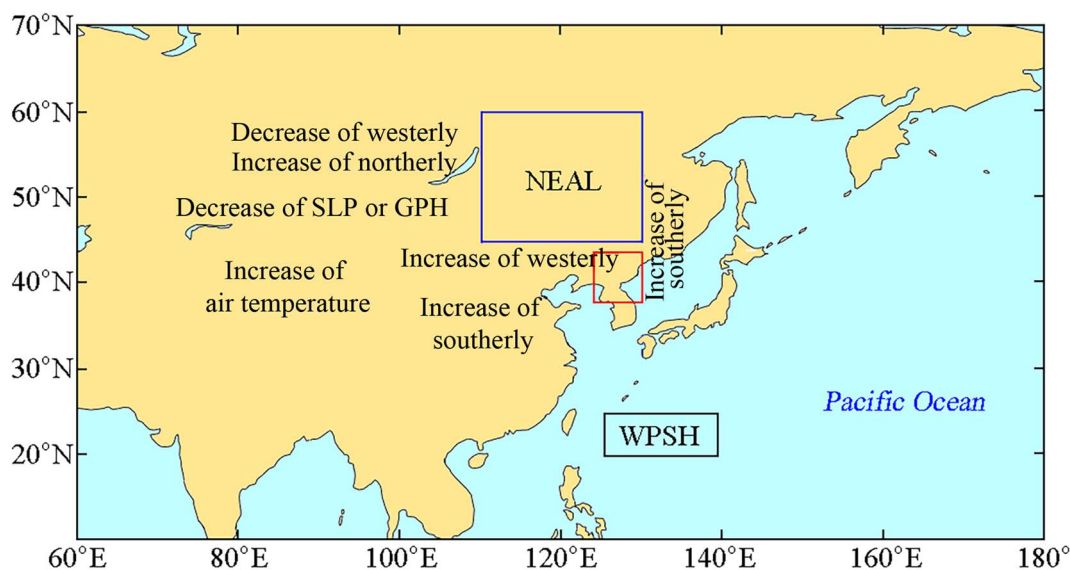 70°N
60°N
50°N
40°N
30°N
20°N
Decrease of westerly
Increase of northerly
NEAL
Decrease of SLP or GPH
Increase of southerly
Increase of westerly
Increase of
air temperature
Increase of
southerly
Pacific Ocean
WPSH
60°E
80°E
100°E
120°E
140°E
160°E
180°